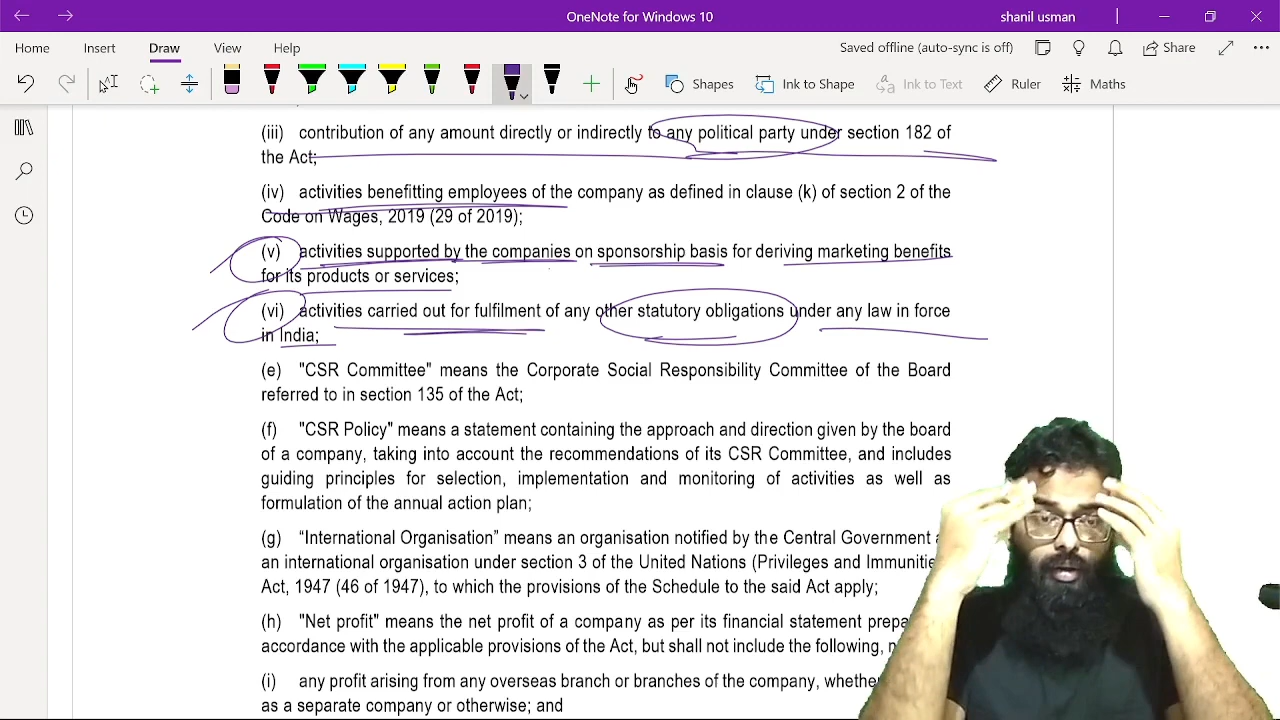 OneNote for Windows 10
shanil usman
Home Insert Draw View Help
Saved offline (auto-sync is off)
Share
Shapes
Ink to Shape
Ink to Text
Ruler
Maths
(iii) contribution of any amount directly or indirectly to any political party under section 182 of
the Act;
(iv) activities benefitting employees of the company as defined in clause (k) of section 2 of the
Code on Wages, 2019 (29 of 2019);
(v) activities supported by the companies on sponsorship basis for deriving marketing benefits
for its products or services;
(vi) activities carried out for fulfilment of any other statutory obligations under any law in force
in India;
(e) "CSR Committee" means the Corporate Social Responsibility Committee of the Board
referred to in section 135 of the Act;
(f) "CSR Policy" means a statement containing the approach and direction given by the board
of a company, taking into account the recommendations of its CSR Committee, and includes
guiding principles for selection, implementation and monitoring of activities as well as
formulation of the annual action plan;
(g) “International Organisation” means an organisation notified by the Central Government
an international organisation under section 3 of the United Nations (Privileges and
Act, 1947 (46 of 1947), to which the provisions of the Schedule to the said Act apply;
(h) "Net profit" means the net profit of a company as per its financial statement
accordance with the applicable provisions of the Act, but shall not include the following,
(i) any profit arising from any overseas branch or branches of the company, whether
as a separate company or otherwise; and